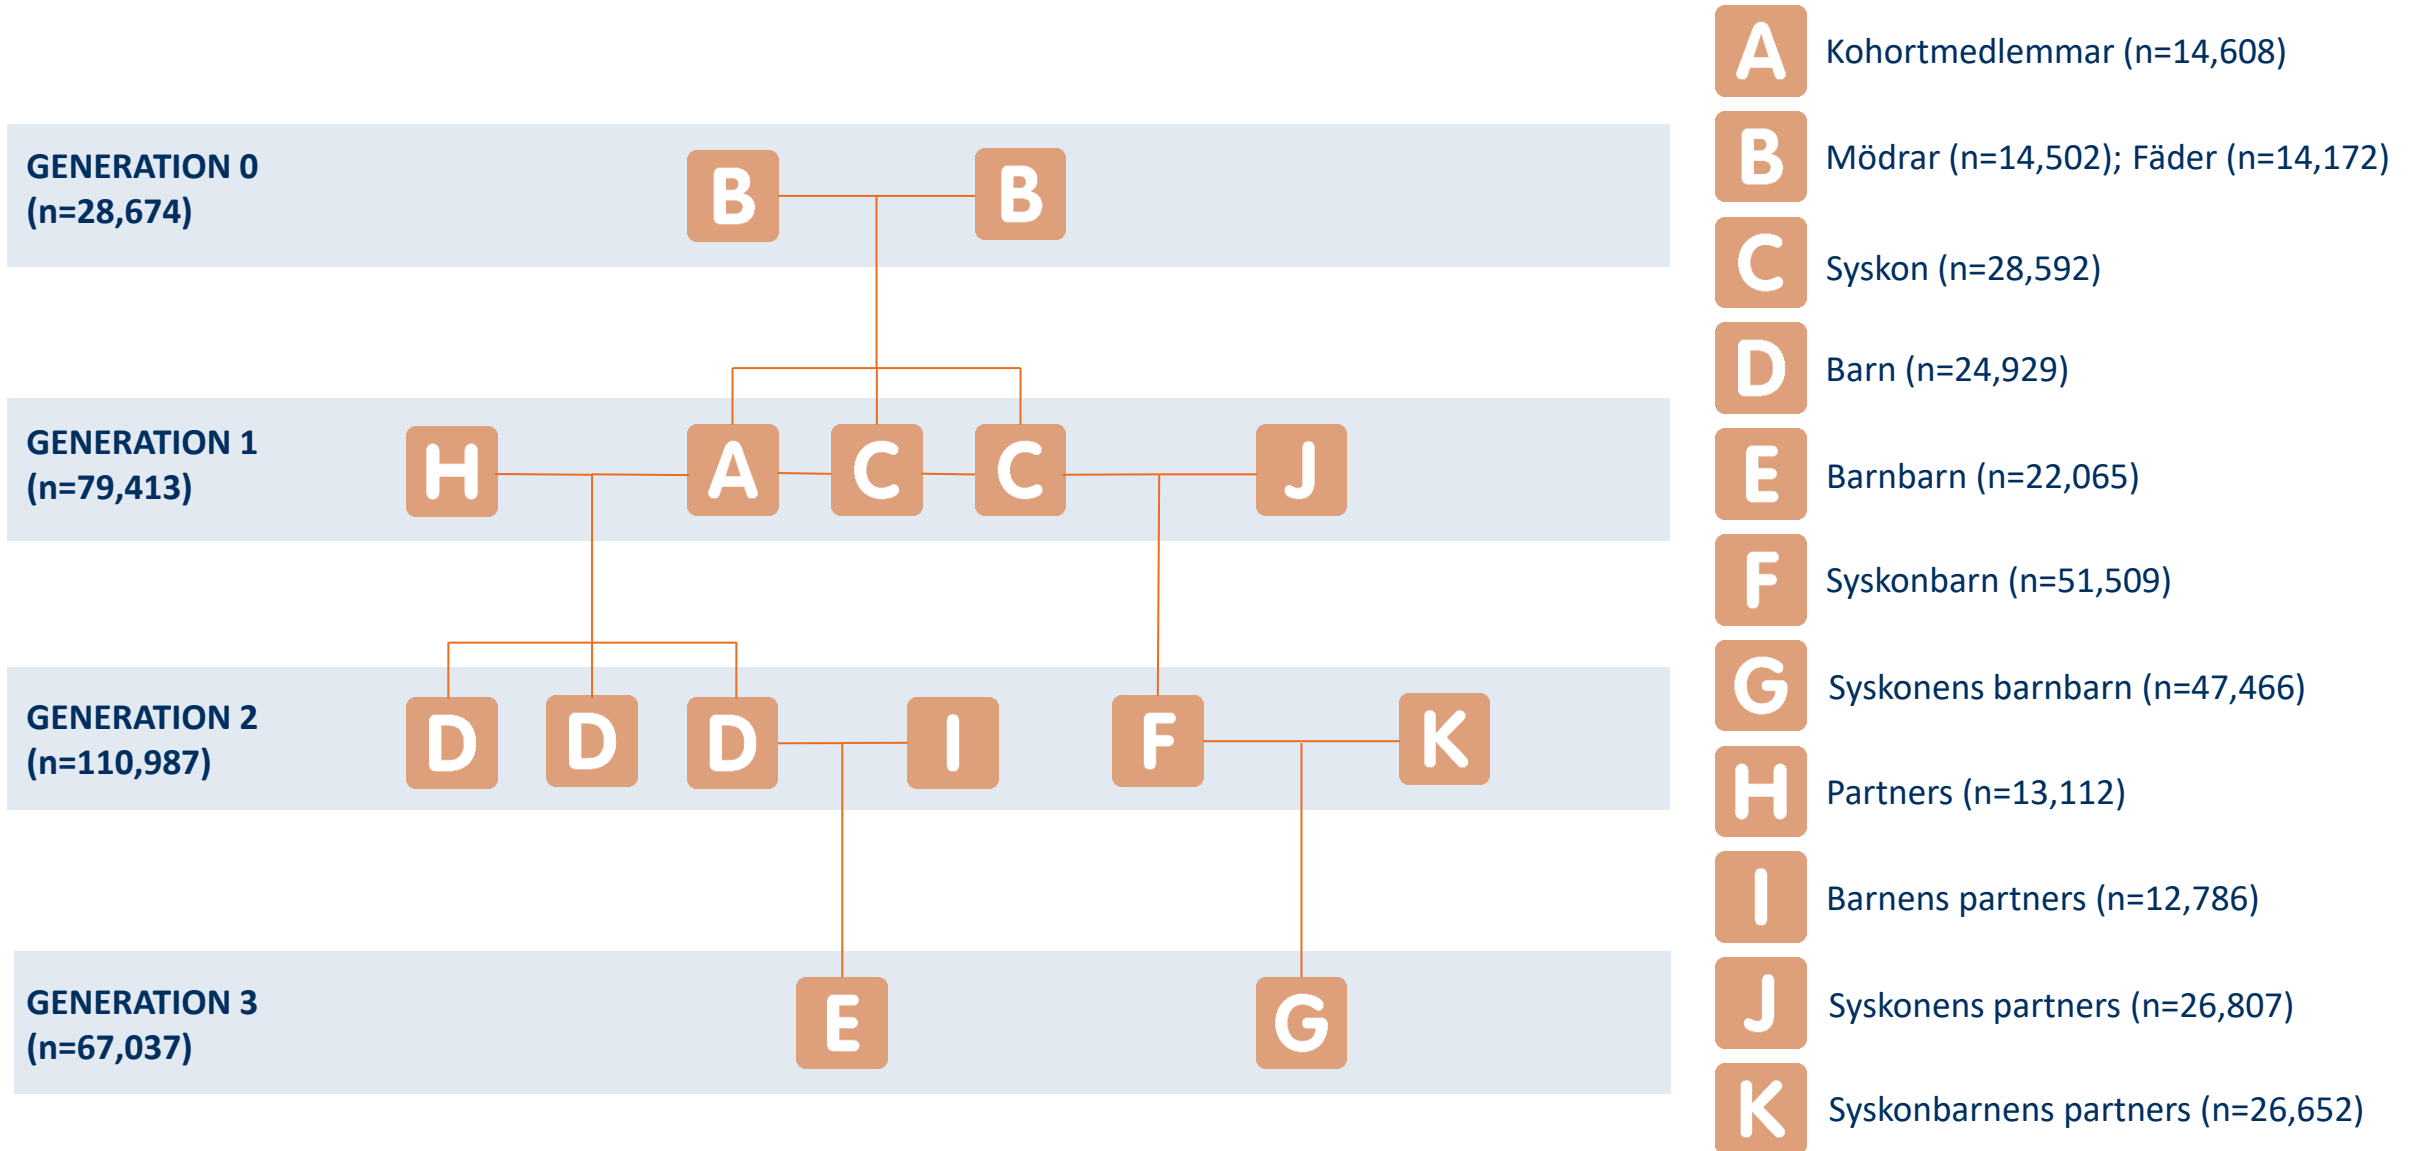 GENERATION 0
(n=28,674)
B B
GENERATION 1
(n=79,413)
H A C C J
GENERATION 2
(n=110,987)
D D D I F K
GENERATION 3
(n=67,037)
E G
A Kohortmedlemmar (n=14,608)
B Mödrar (n=14,502); Fäder (n=14,172)
C Syskon (n=28,592)
D Barn (n=24,929)
E Barnbarn (n=22,065)
F Syskonbarn (n=51,509)
G Syskonens barnbarn (n=47,466)
H Partners (n=13,112)
I Barnens partners (n=12,786)
J Syskonens partners (n=26,807)
K Syskonbarnens partners (n=26,652)